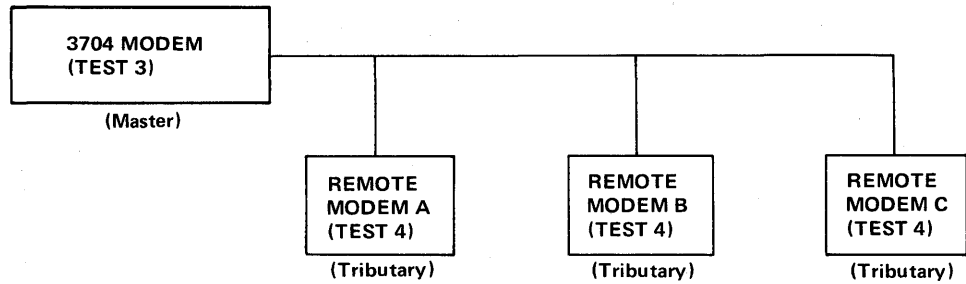 3704 MODEM
(TEST 3)
(Master)
REMOTE
MODEM A
(TEST 4)
(Tributary)
REMOTE
MODEM B
(TEST 4)
(Tributary)
REMOTE
MODEM C
(TEST 4)
(Tributary)